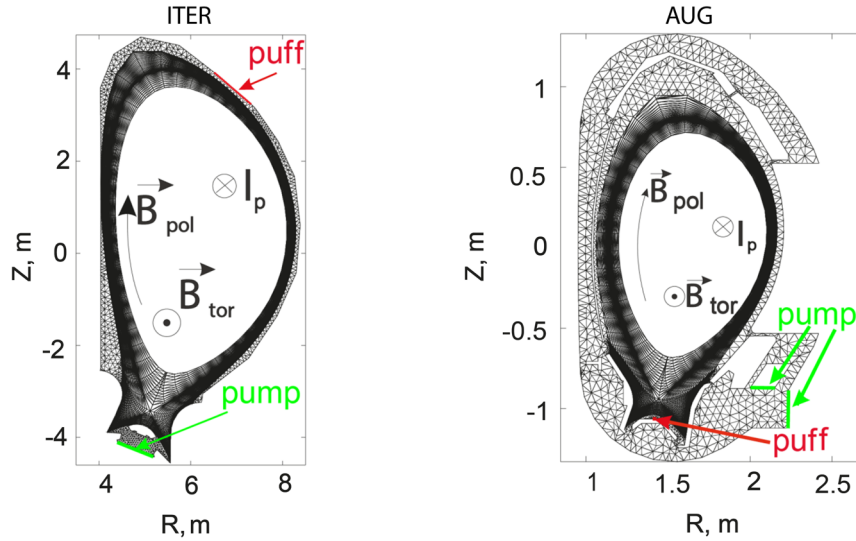 ITER
puff
4
2
0
-2
-4
Z, m
B pol
I p
B tor
pump
4
6
8
R, m
AUG
1
0.5
0
-0.5
-1
Z, m
B pol
I p
B tor
pump
puff
1
1.5
2
2.5
R, m